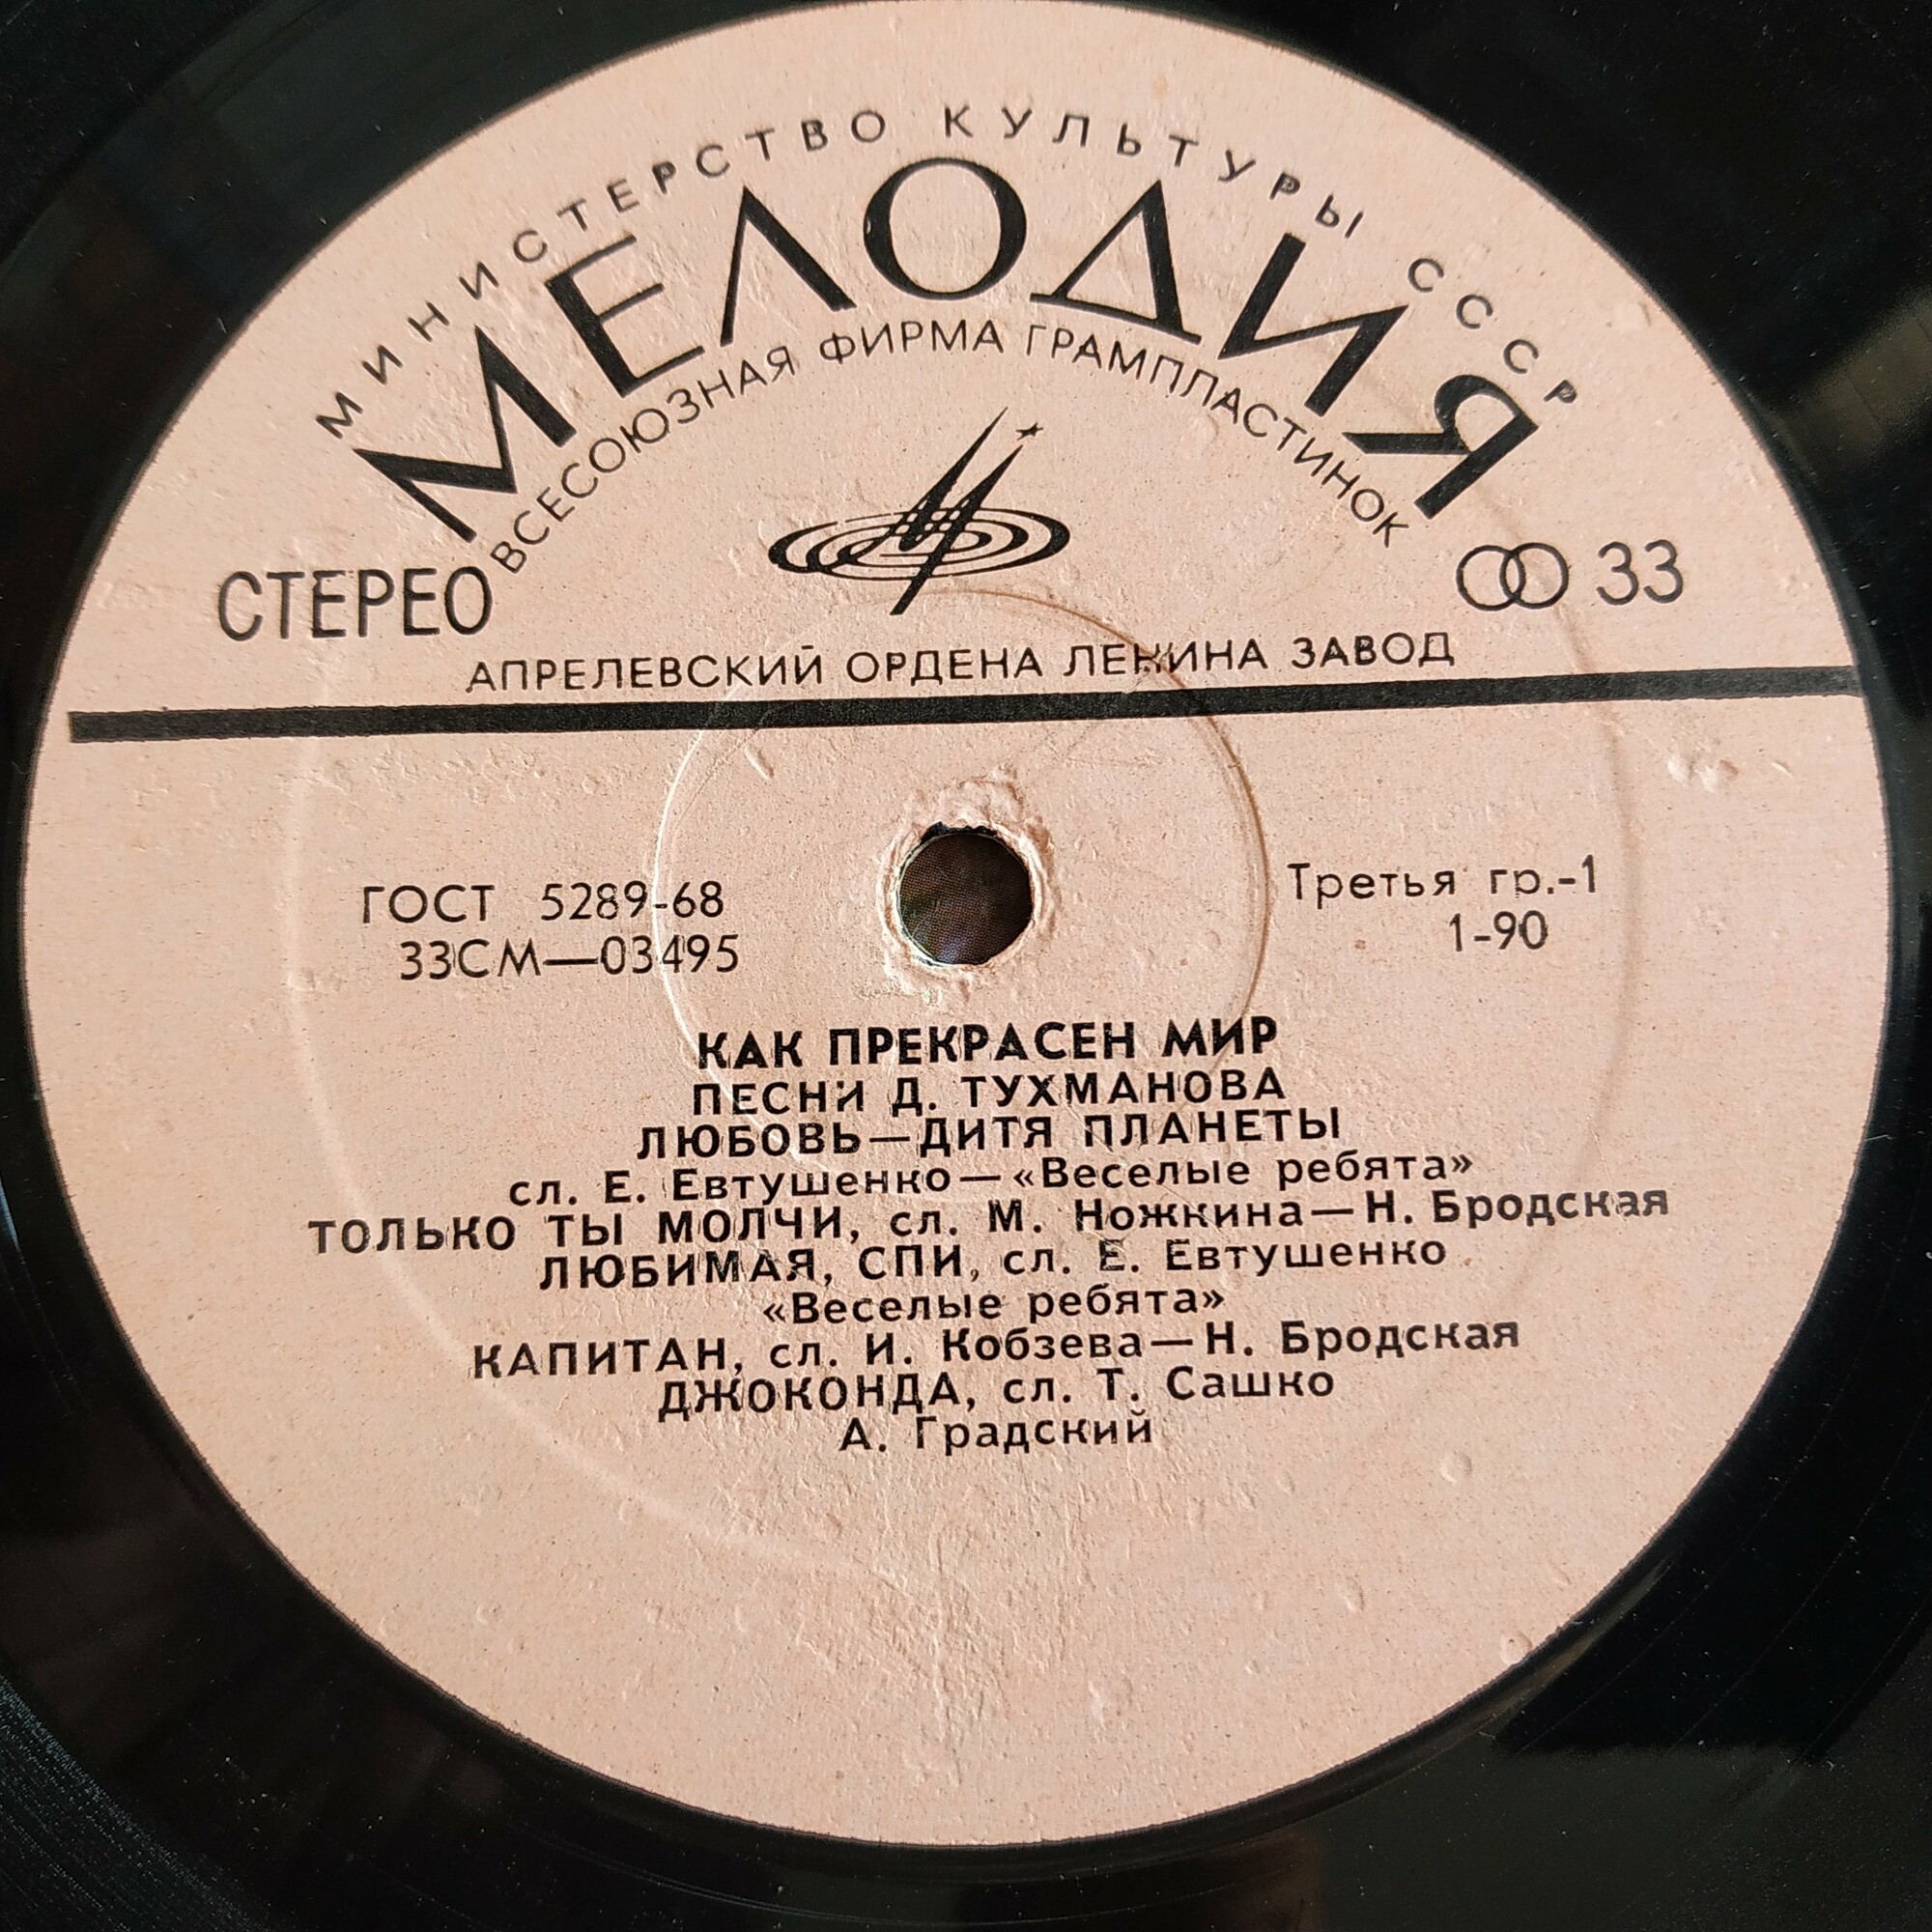 МИНИСТЕРСТВО КУЛЬТУРЫ СССР
МЕЛОДИЯ
ВСЕСОЮЗНАЯ ФИРМА ГРАМПЛАСТИНОК
СТЕРЕО
33
АПРЕЛЕВСКИЙ ОРДЕНА ЛЕНИНА ЗАВОД
ГОСТ 5289-68
33СМ—03495
Третья гр.-1
1-90
КАК ПРЕКРАСЕН МИР
ПЕСНИ Д. ТУХМАНОВА
ЛЮБОВЬ—ДИТЯ ПЛАНЕТЫ
сл. Е. Евтушенко—«Веселые ребята»
ТОЛЬКО ТЫ МОЛЧИ, сл. М. Ножкина—Н. Бродская
ЛЮБИМАЯ, СПИ, сл. Е. Евтушенко
«Веселые ребята»
КАПИТАН, сл. И. Кобзева—Н. Бродская
ДЖОКОНДА, сл. Т. Сашко
А. Градский